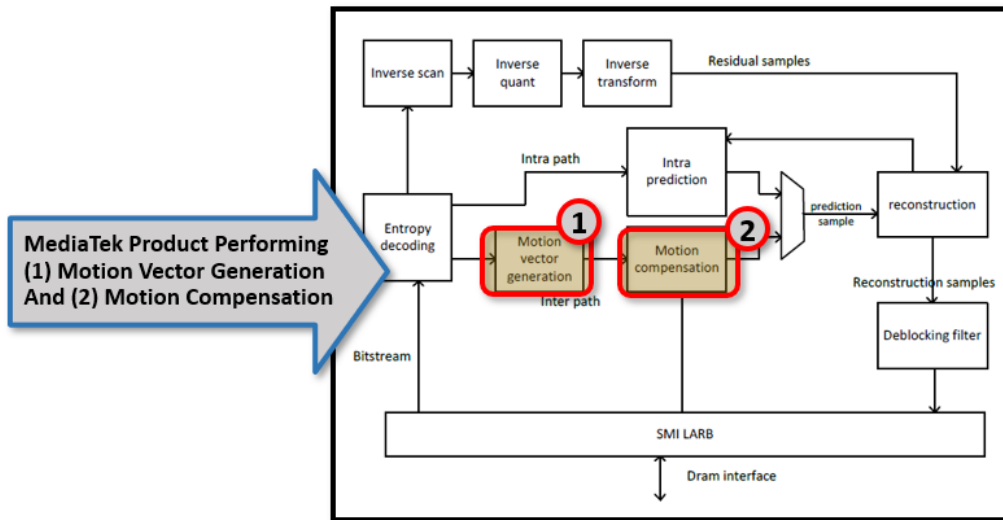 Inverse scan
Inverse
quant
Inverse
transform
Residual samples
Intra path
Intra
prediction
Entropy
decoding
MediaTek Product Performing
(1) Motion Vector Generation
And (2) Motion Compensation
1
Motion
vector
generation
2
Motion
compensation
Inter path
prediction
sample
reconstruction
Reconstruction samples
Deblocking filter
Bitstream
SMI LARB
Dram interface